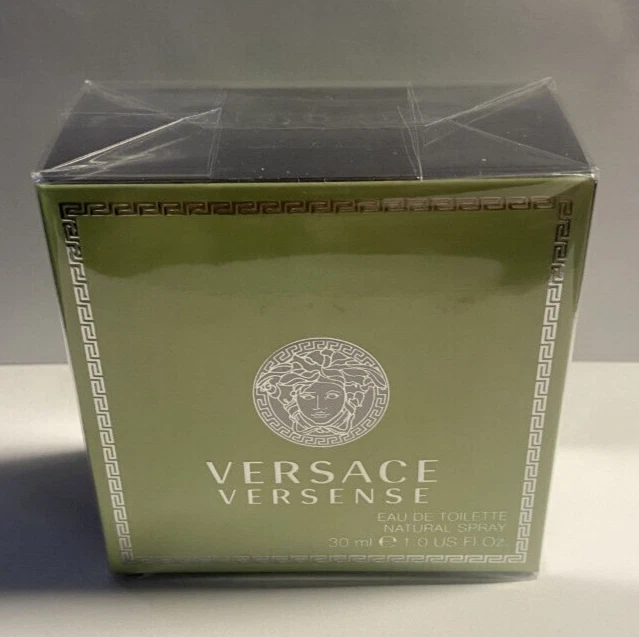 VERSACE
VERSENSE
EAU DE TOILETTE
NATURAL SPRAY
30 ml ℮ 1.0 US Fl.Oz.